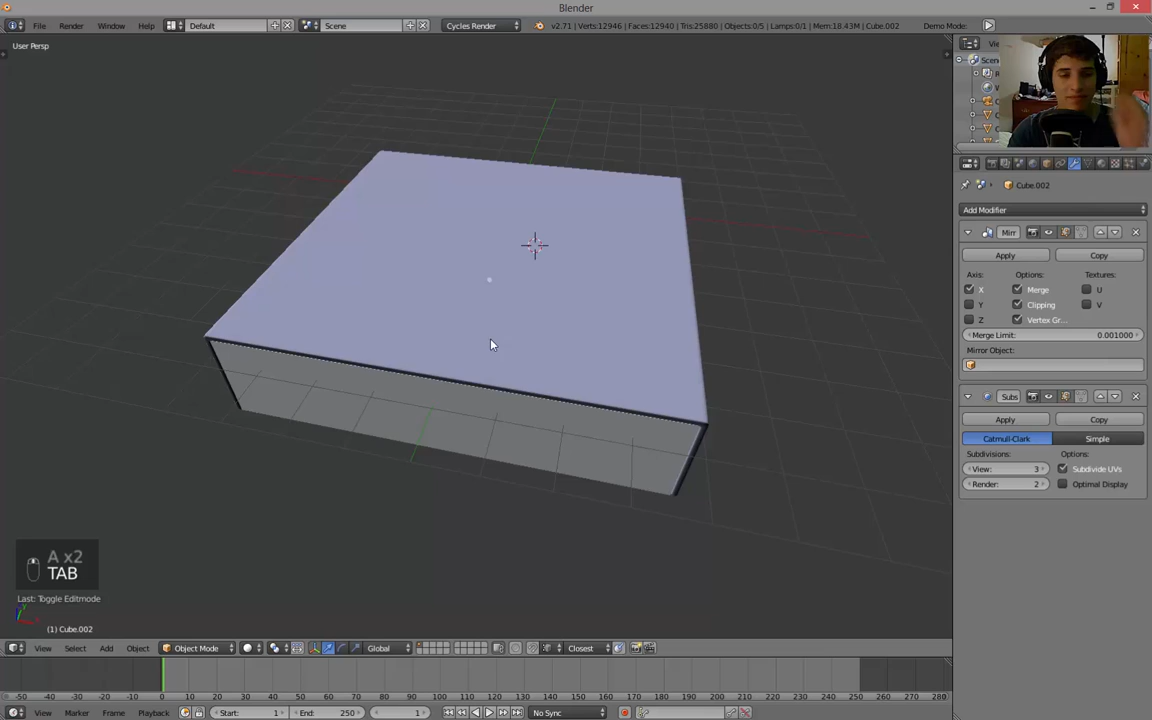 Blender
File Render Window Help Default Scene Cycles Render v2.71 | Verts:12946 | Faces:12940 | Tris:25880 | Objects:0/5 | Lamps:0/1 | Mem:18.43M | Cube.002 Demo Mode:
User Persp
Cube.002
Add Modifier
Mirr
Apply Copy
Axis: Options: Textures:
X Merge U
Y Clipping V
Z Vertex Gr...
Merge Limit: 0.001000
Mirror Object:
Subs
Apply Copy
Catmull-Clark Simple
Subdivisions: Options:
View: 3 Subdivide UVs
Render: 2 Optimal Display
A x2
TAB
Last: Toggle Editmode
(1) Cube.002
View Select Add Object Object Mode Global Closest
-50 -40 -30 -20 -10 0 10 20 30 40 50 60 70 80 90 100 110 120 130 140 150 160 170 180 190 200 210 220 230 240 250 260 270 280
View Marker Frame Playback Start: 1 End: 250 1 No Sync